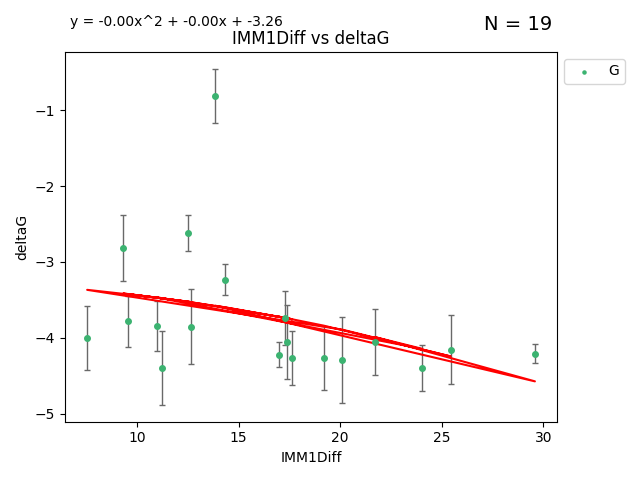 y = -0.00x^2 + -0.00x + -3.26
N = 19
IMM1Diff vs deltaG
G
−1
−2
−3
−4
−5
deltaG
10
15
20
25
30
IMM1Diff